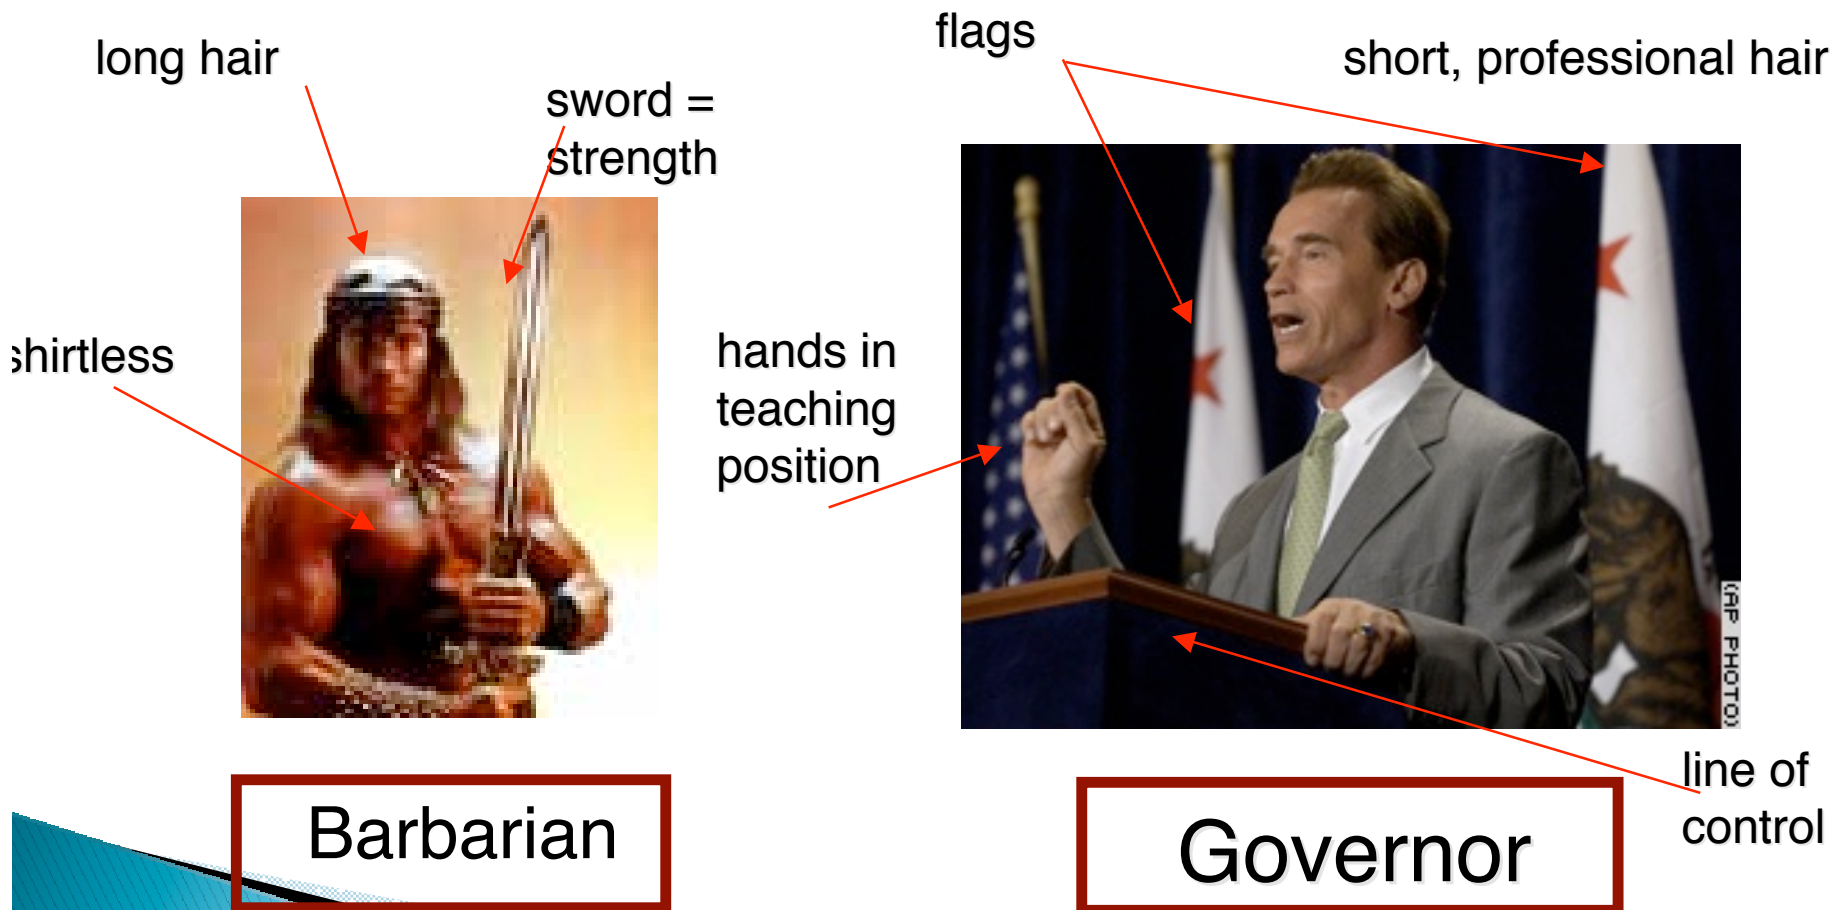 long hair
sword =
strength
shirtless
Barbarian
flags
short, professional hair
hands in
teaching
position
(AP PHOTO)
line of
control
Governor